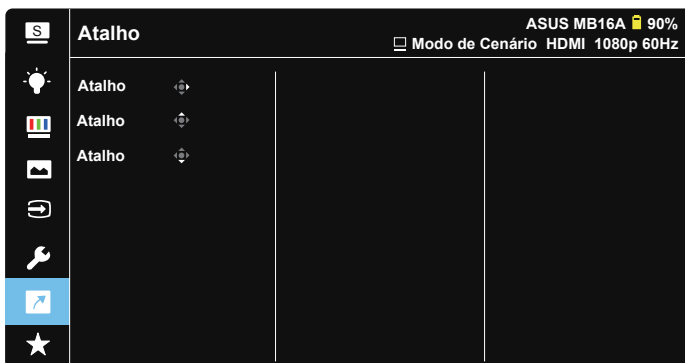 S
Atalho
ASUS MB16A 90%
Modo de Cenário HDMI 1080p 60Hz
Atalho
Atalho
Atalho